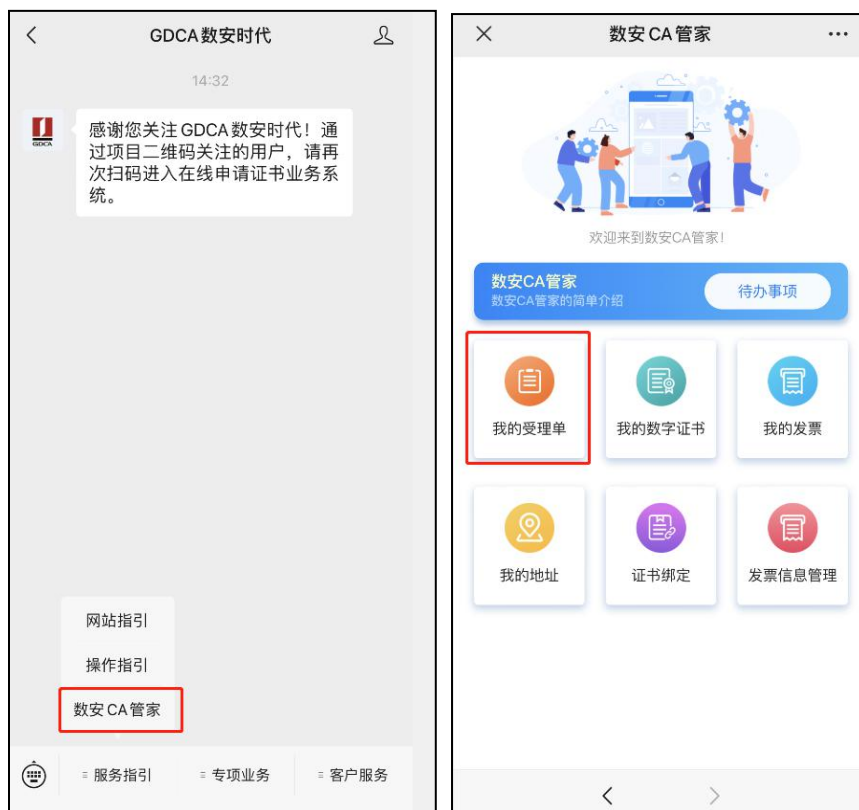 GDCA数安时代
14:32
GDCA
感谢您关注GDCA数安时代！通
过项目二维码关注的用户，请再
次扫码进入在线申请证书业务系
统。
网站指引
操作指引
数安CA管家
服务指引
专项业务
客户服务
数安CA管家
欢迎来到数安CA管家!
数安CA管家
数安CA管家的简单介绍
待办事项
我的受理单
我的数字证书
我的发票
我的地址
证书绑定
发票信息管理